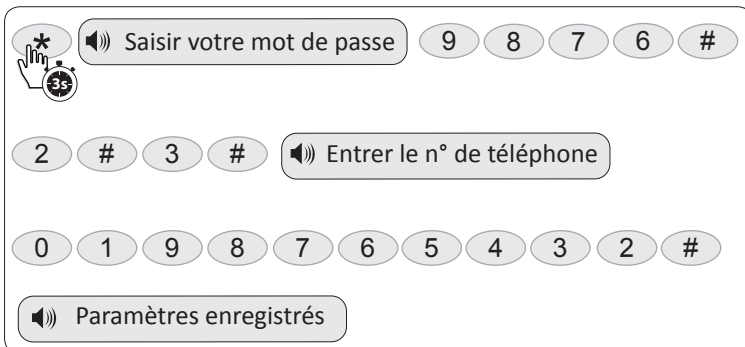 * Saisir votre mot de passe 9 8 7 6 #
3s
2 # 3 # Entrer le n° de téléphone
0 1 9 8 7 6 5 4 3 2 #
Paramètres enregistrés